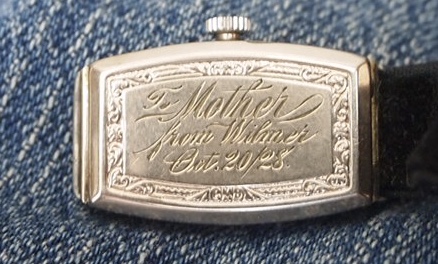 To Mother
from Wilmer
Oct. 20/28.